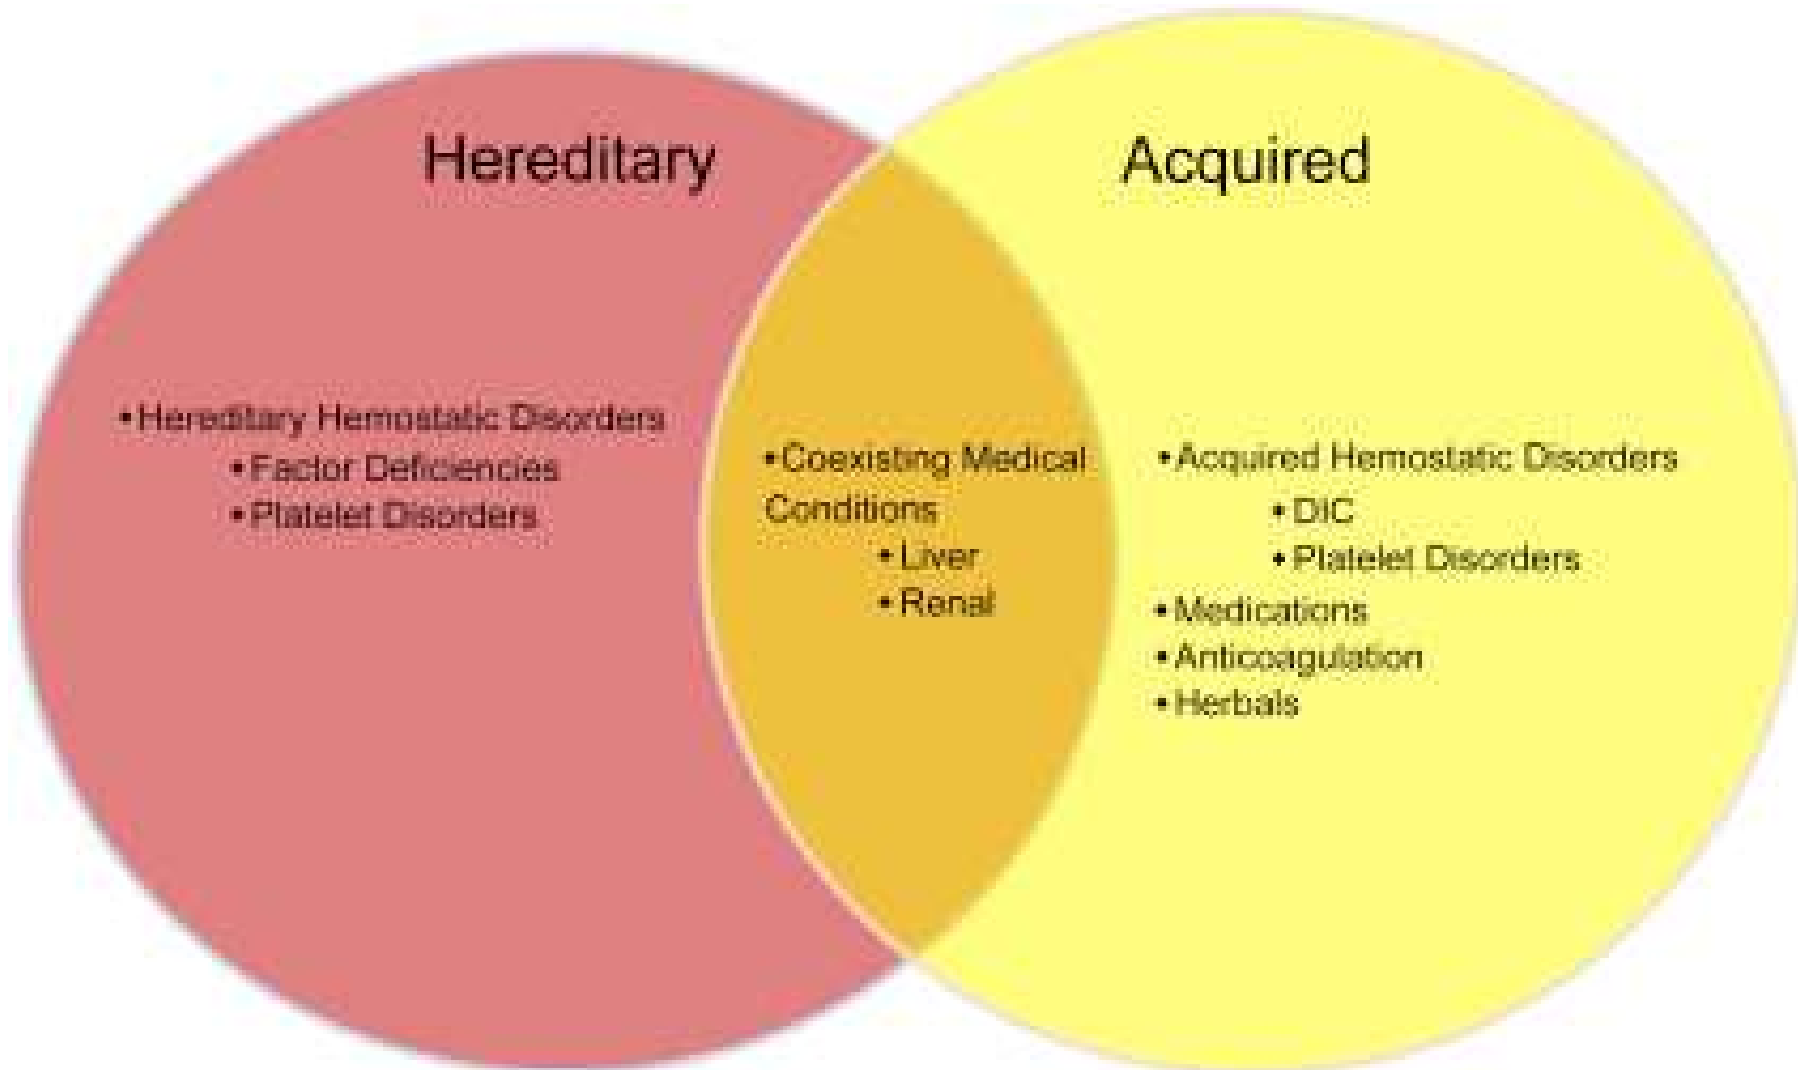 Hereditary
Acquired
•Hereditary Hemostatic Disorders
•Factor Deficiencies
•Platelet Disorders
•Coexisting Medical
Conditions
•Liver
•Renal
•Acquired Hemostatic Disorders
•DIC
•Platelet Disorders
•Medications
•Anticoagulation
•Herbals